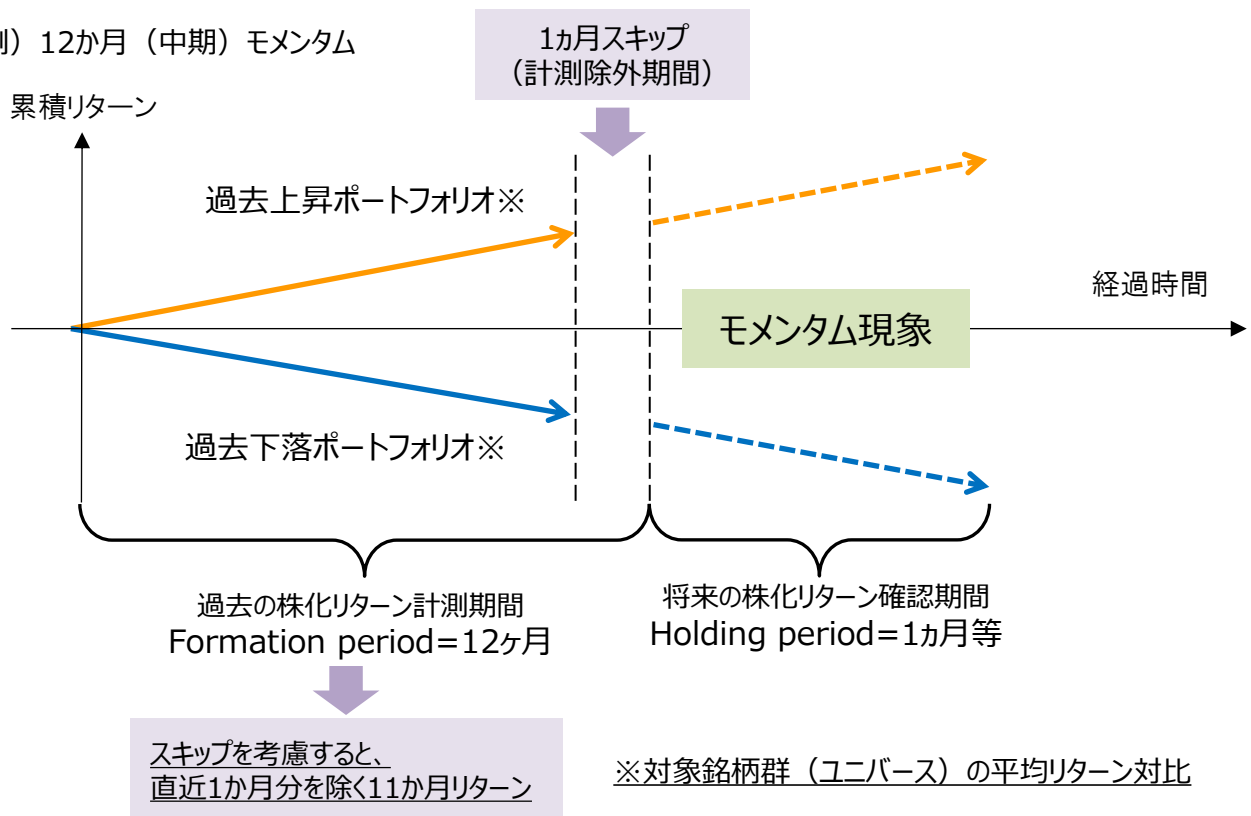 ）12か月（中期）モメンタム
1ヵ月スキップ
（計測除外期間）
累積リターン
過去上昇ポートフォリオ※
経過時間
モメンタム現象
過去下落ポートフォリオ※
過去の株化リターン計測期間
Formation period=12ヶ月
将来の株化リターン確認期間
Holding period=1ヵ月等
スキップを考慮すると、
直近1か月分を除く11か月リターン
※対象銘柄群（ユニバース）の平均リターン対比